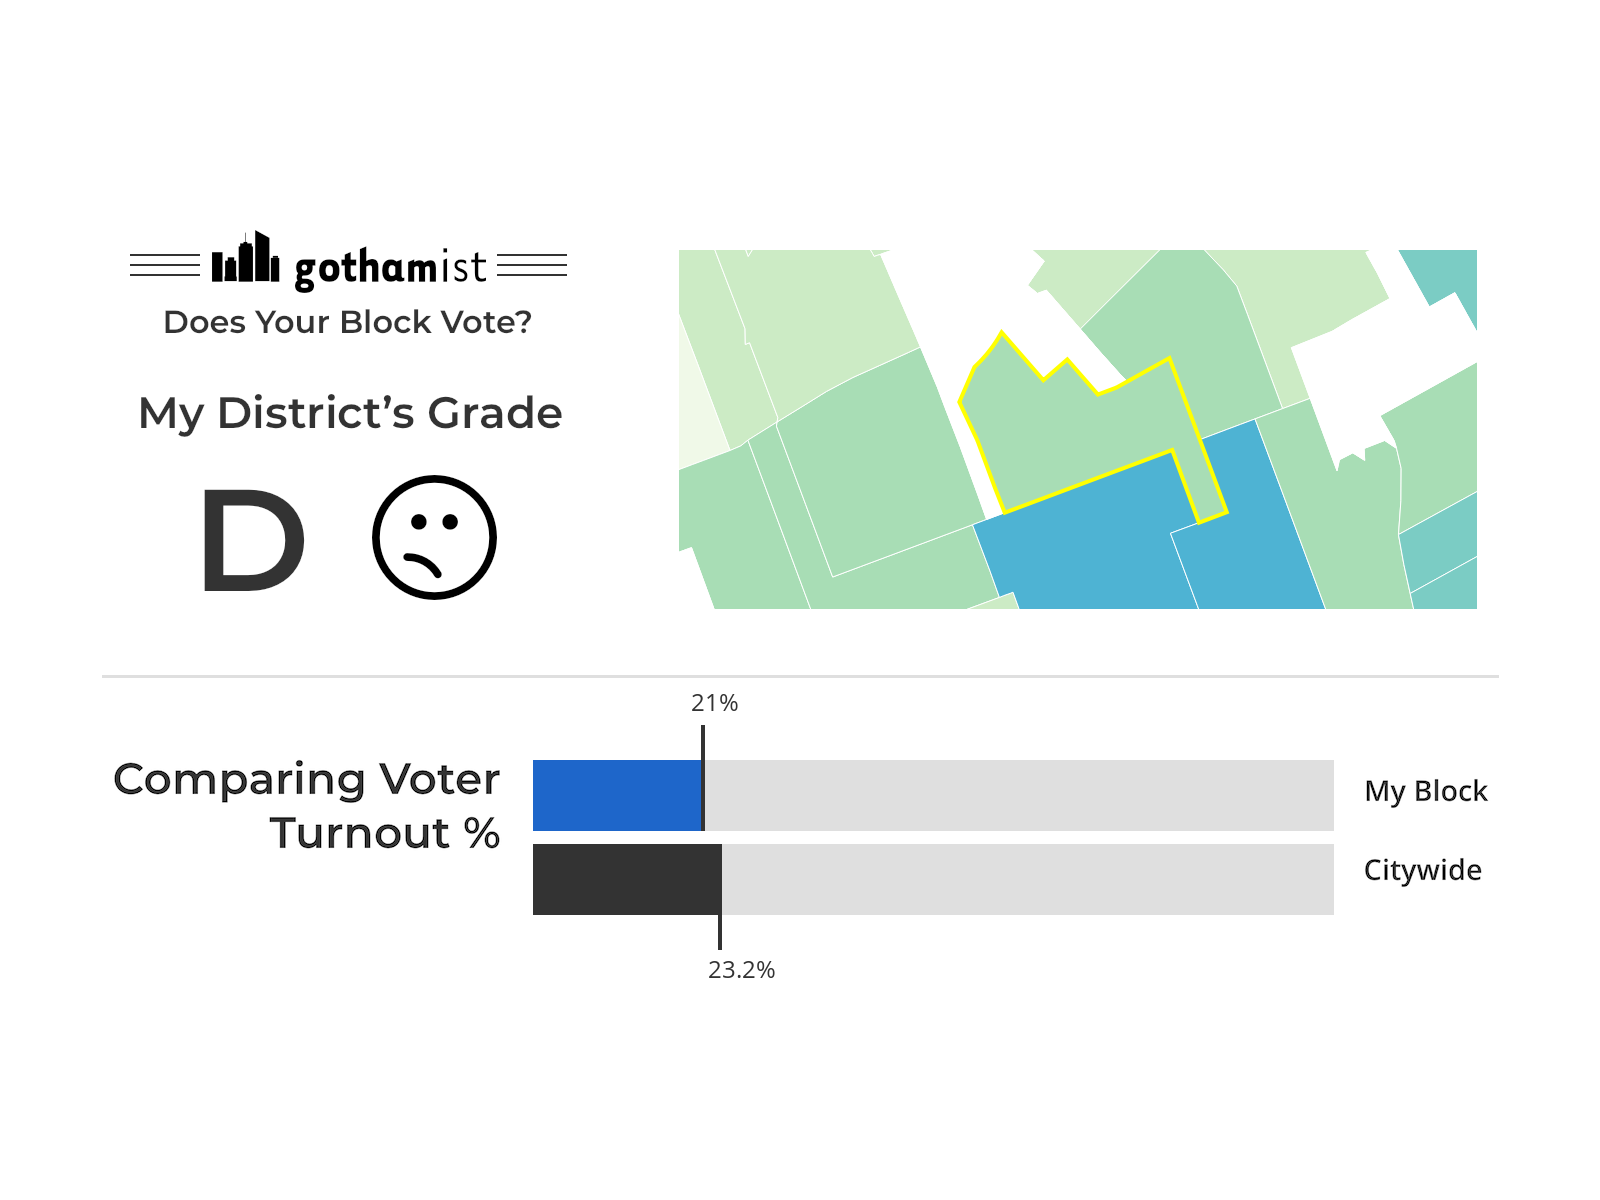 gothamist
Does Your Block Vote?
My District’s Grade
D
21%
Comparing Voter
Turnout %
My Block
Citywide
23.2%